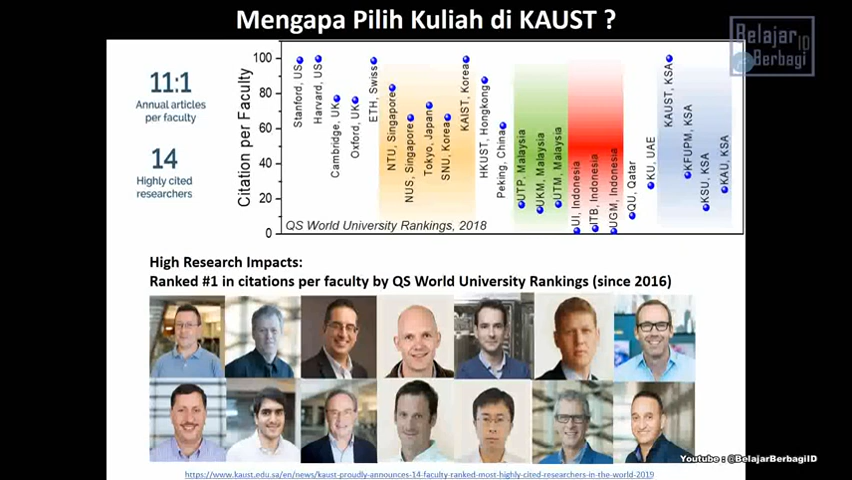 Mengapa Pilih Kuliah di KAUST ?
Belajar
ID
Berbagi
11:1
Annual articles
per faculty
14
Highly cited
researchers
Citation per Faculty
100
80
60
40
20
0
Stanford, US
Harvard, US
Cambridge, UK
Oxford, UK
ETH, Swiss
NTU, Singapore
NUS, Singapore
Tokyo, Japan
SNU, Korea
KAIST, Korea
HKUST, Hongkong
Peking, China
UTP, Malaysia
UKM, Malaysia
UTM, Malaysia
UI, Indonesia
ITB, Indonesia
UGM, Indonesia
QU, Qatar
KU, UAE
KAUST, KSA
KFUPM, KSA
KSU, KSA
KAU, KSA
QS World University Rankings, 2018
High Research Impacts:
Ranked #1 in citations per faculty by QS World University Rankings (since 2016)
Youtube : @BelajarBerbagiID
https://www.kaust.edu.sa/en/news/kaust-proudly-announces-14-faculty-ranked-most-highly-cited-researchers-in-the-world-2019